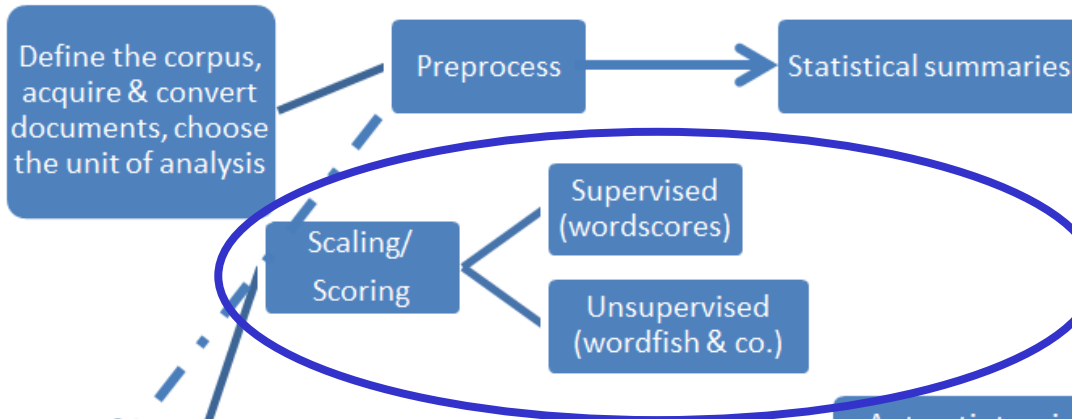 Define the corpus,
acquire & convert
documents, choose
the unit of analysis
Preprocess
Statistical summaries
Scaling/
Scoring
Supervised
(wordscores)
Unsupervised
(wordfish & co.)